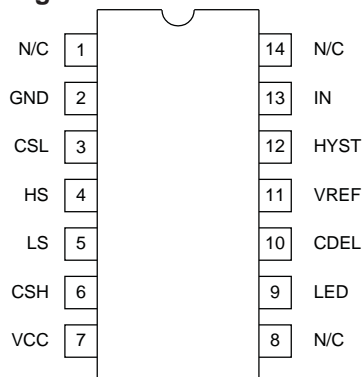 N/C 1 14 N/C
GND 2 13 IN
CSL 3 12 HYST
HS 4 11 VREF
LS 5 10 CDEL
CSH 6 9 LED
VCC 7 8 N/C